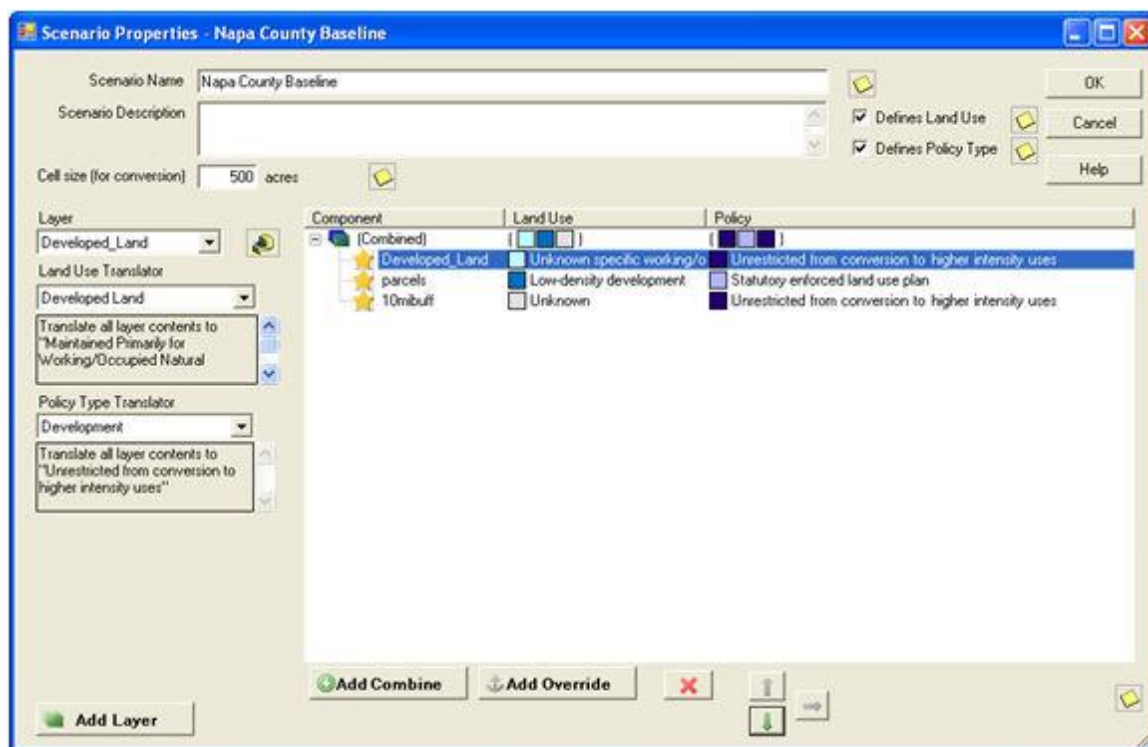 Scenario Properties - Napa County Baseline
Scenario Name Napa County Baseline
OK
Scenario Description
Defines Land Use
Cancel
Defines Policy Type
Cell size (for conversion) 500 acres
Help
Layer
Component Land Use Policy
Developed_Land
(Combined) ( ) ( )
Land Use Translator
Developed_Land Unknown specific working/o Unrestricted from conversion to higher intensity uses
parcels Low-density development Statutory enforced land use plan
Developed Land
10mibuff Unknown Unrestricted from conversion to higher intensity uses
Translate all layer contents to
"Maintained Primarily for
Working/Occupied Natural
Policy Type Translator
Development
Translate all layer contents to
"Unrestricted from conversion to
higher intensity uses"
Add Combine
Add Override
Add Layer